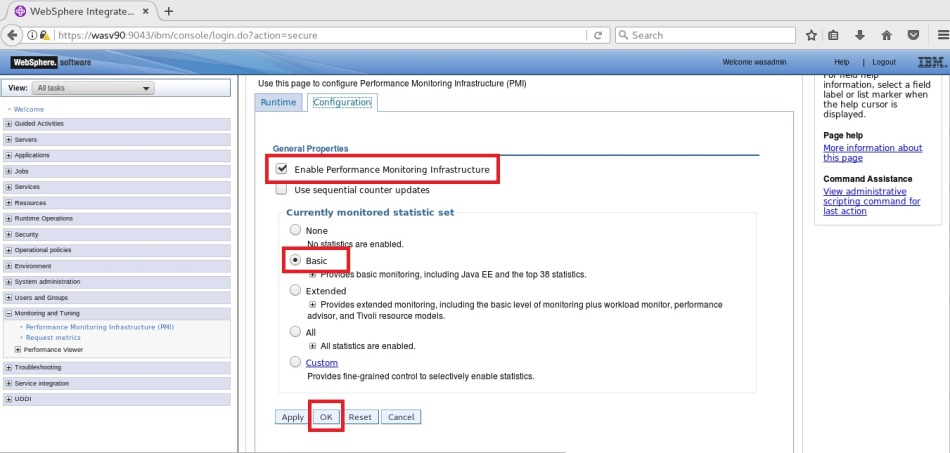 WebSphere Integrate...
https://wasv90:9043/ibm/console/login.do?action=secure
Search
WebSphere. software
Welcome wasadmin
Help | Logout
IBM.
View: All tasks
Welcome
Guided Activities
Servers
Applications
Jobs
Services
Resources
Runtime Operations
Security
Operational policies
Environment
System administration
Users and Groups
Monitoring and Tuning
Performance Monitoring Infrastructure (PMI)
Request metrics
Performance Viewer
Troubleshooting
Service integration
UDDI
Use this page to configure Performance Monitoring Infrastructure (PMI)
Runtime
Configuration
General Properties
Enable Performance Monitoring Infrastructure
Use sequential counter updates
Currently monitored statistic set
None
No statistics are enabled.
Basic
Provides basic monitoring, including Java EE and the top 38 statistics.
Extended
Provides extended monitoring, including the basic level of monitoring plus workload monitor, performance
advisor, and Tivoli resource models.
All
All statistics are enabled.
Custom
Provides fine-grained control to selectively enable statistics.
Apply
OK
Reset
Cancel
For field help
information, select a field
label or list marker when
the help cursor is
displayed.
Page help
More information about
this page
Command Assistance
View administrative
scripting command for
last action